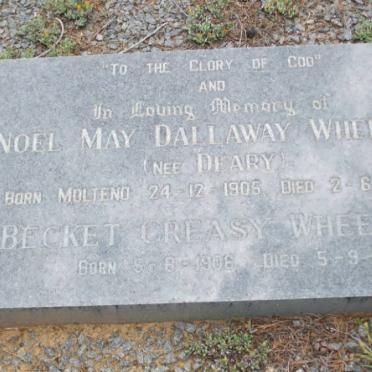 "TO THE GLORY OF GOD"
AND
In Loving Memory of
NOEL MAY DALLAWAY WHEE
(NEE DEARY)
BORN MOLTENO 24-12-1905 DIED 2-6
BECKET CREASY WHEE
BORN 5-8-1906 DIED 5-9-